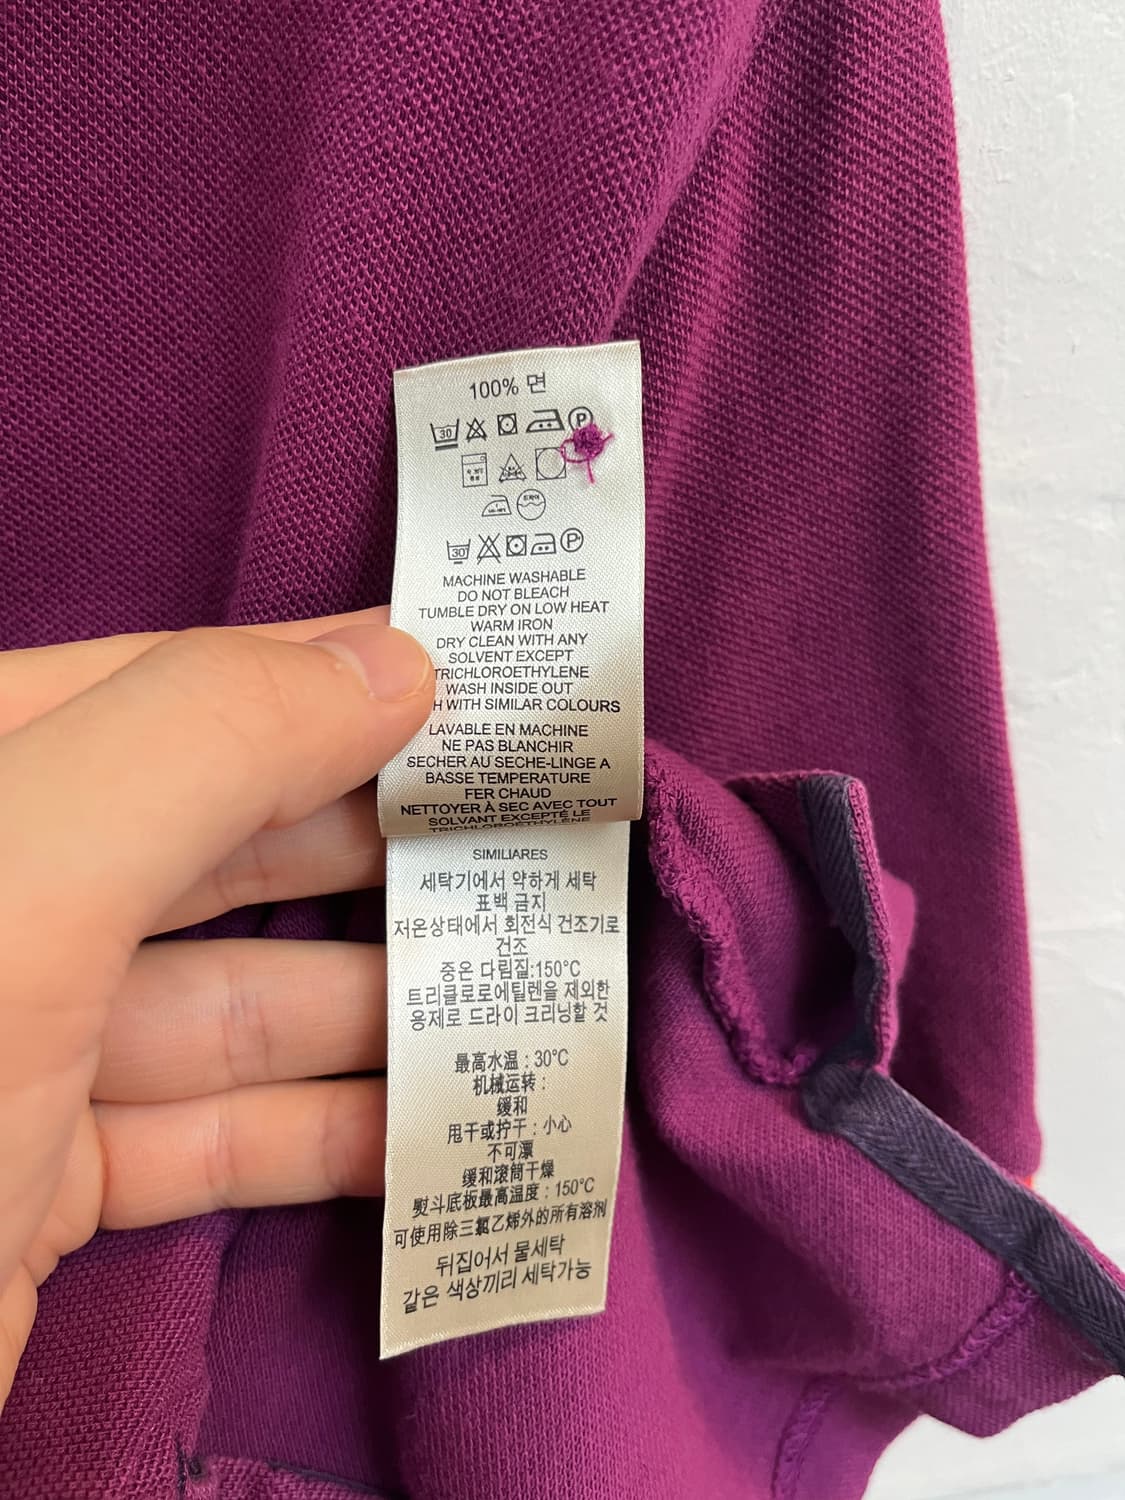 100% 면
30 P
30 P
MACHINE WASHABLE
DO NOT BLEACH
TUMBLE DRY ON LOW HEAT
WARM IRON
DRY CLEAN WITH ANY
SOLVENT EXCEPT
TRICHLOROETHYLENE
WASH INSIDE OUT
H WITH SIMILAR COLOURS
LAVABLE EN MACHINE
NE PAS BLANCHIR
SECHER AU SECHE-LINGE A
BASSE TEMPERATURE
FER CHAUD
NETTOYER À SEC AVEC TOUT
SOLVANT EXCEPTÉ LE
TRICHLOROETHYLENE
SIMILIARES
세탁기에서 약하게 세탁
표백 금지
저온상태에서 회전식 건조기로
건조
중온 다림질:150°C
트리클로로에틸렌을 제외한
용제로 드라이 크리닝할 것
最高水温 : 30°C
机械运转 :
缓和
甩干或拧干 : 小心
不可漂
缓和滚筒干燥
熨斗底板最高温度 : 150°C
可使用除三氯乙烯外的所有溶剂
뒤집어서 물세탁
같은 색상끼리 세탁가능